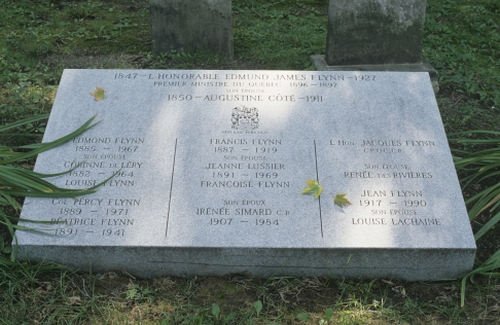 1847 – L'HONORABLE EDMUND JAMES FLYNN – 1927
PREMIER MINISTRE DU QUÉBEC 1896 – 1897
SON ÉPOUSE
1850 – AUGUSTINE CÔTÉ – 1911
EDMOND FLYNN
1885 – 1967
SON ÉPOUSE
CORINNE DE LÉRY
1882 – 1964
LOUISE FLYNN
COL PERCY FLYNN
1889 – 1971
BÉATRICE FLYNN
1891 – 1941
FRANCIS FLYNN
1887 – 1919
SON ÉPOUSE
JEANNE LUSSIER
1891 – 1969
FRANÇOISE FLYNN
SON ÉPOUX
IRÉNÉE SIMARD C.R.
1907 – 1984
L'HON. JACQUES FLYNN
SON ÉPOUSE
RENÉE DES RIVIÈRES
JEAN FLYNN
1917 – 1990
SON ÉPOUSE
LOUISE LACHAINE